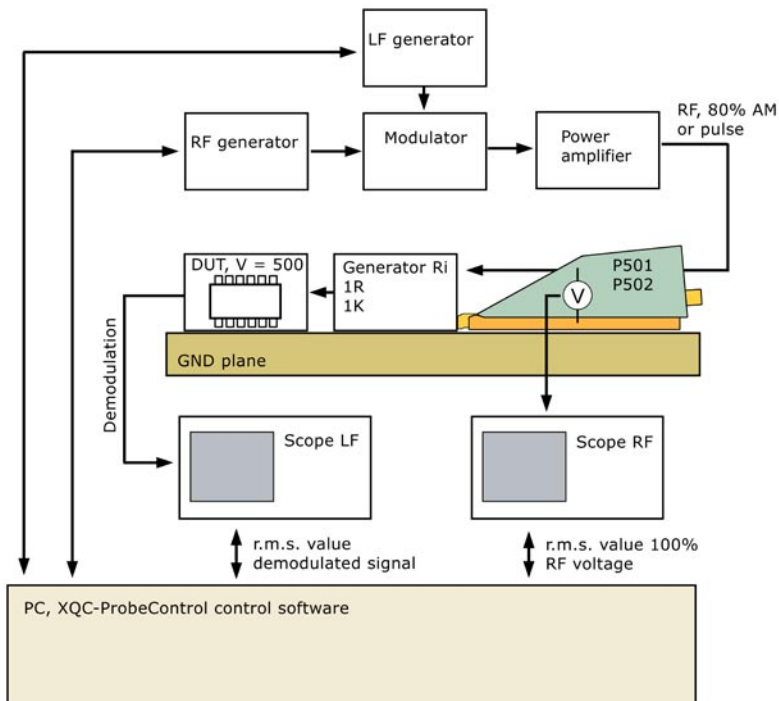 LF generator
RF generator
Modulator
Power
amplifier
RF, 80% AM
or pulse
DUT, V = 500
Generator Ri
1R
1K
P501
P502
V
GND plane
Demodulation
Scope LF
Scope RF
r.m.s. value
demodulated signal
r.m.s. value 100%
RF voltage
PC, XQC-ProbeControl control software